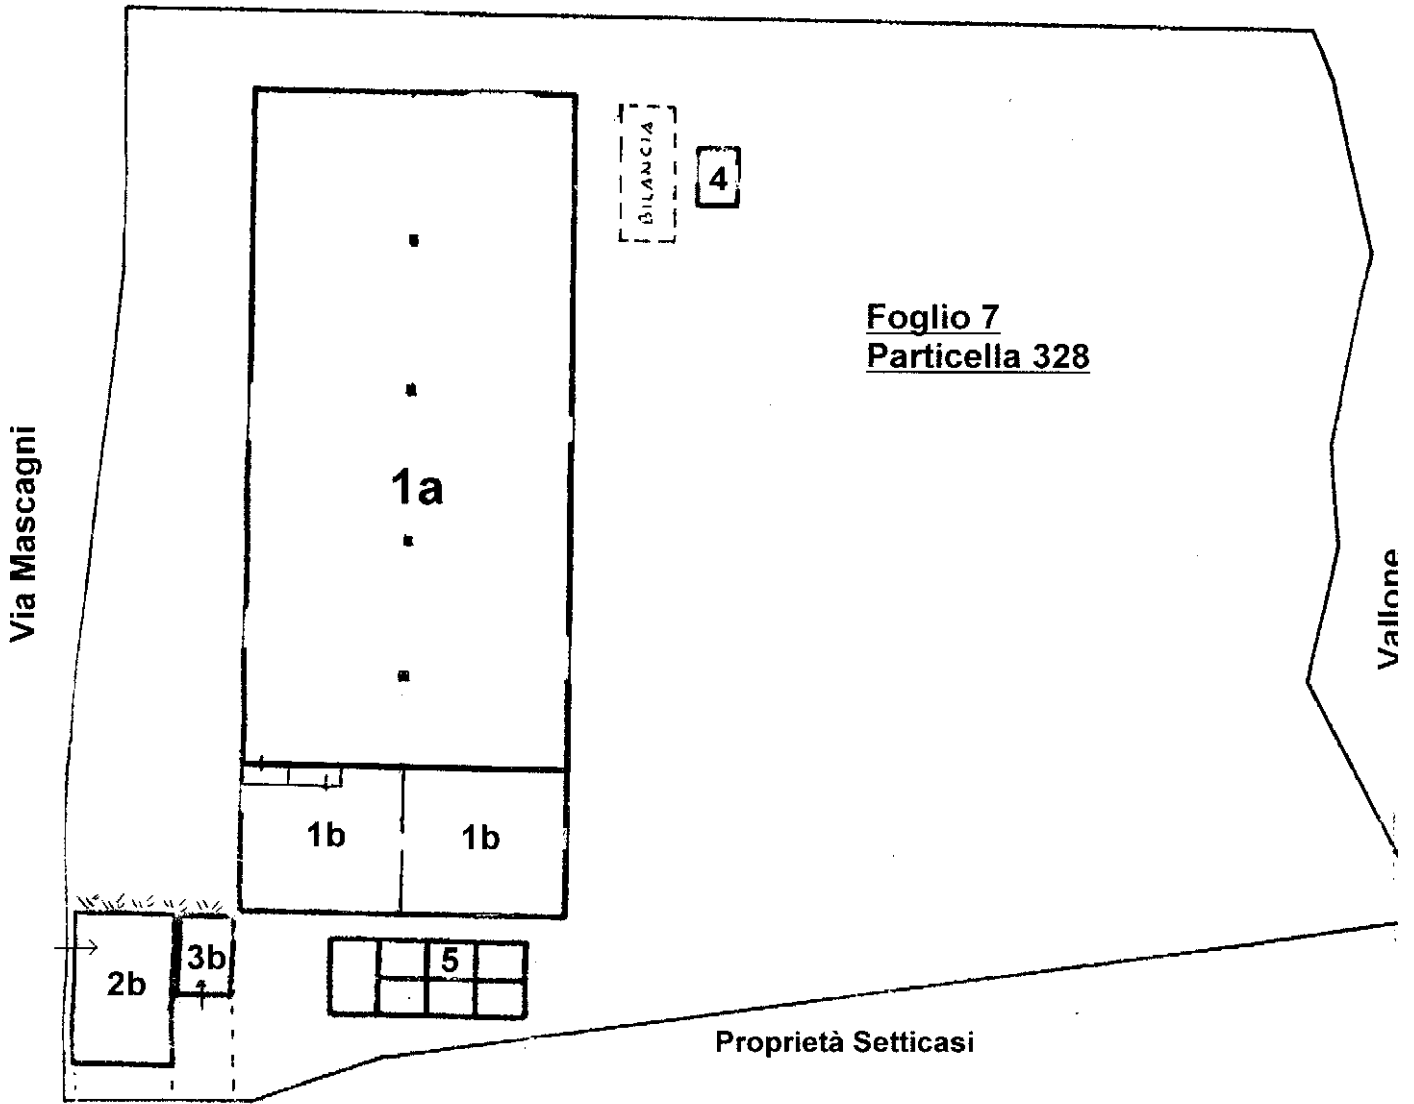 BILANCIA
4
Foglio 7
Particella 328
1a
Via Mascagni
Vallone
1b
1b
5
3b
2b
Proprietà Setticasi